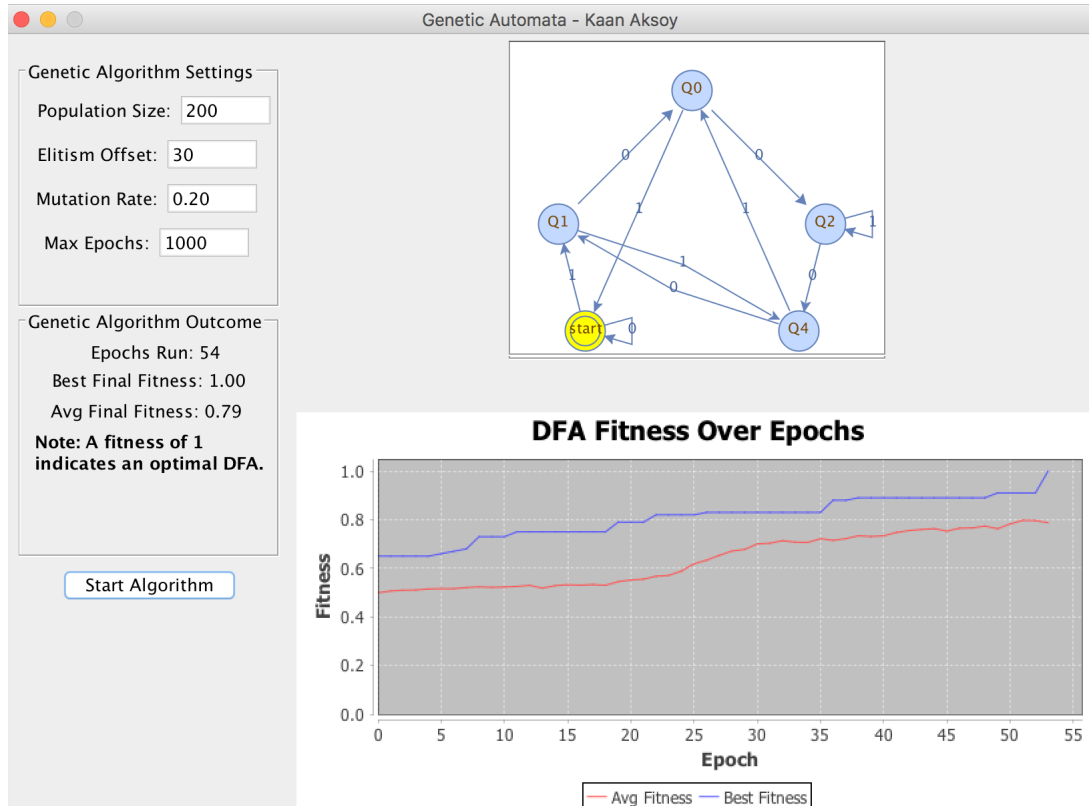 Genetic Automata - Kaan Aksoy
Genetic Algorithm Settings
Population Size: 200
Elitism Offset: 30
Mutation Rate: 0.20
Max Epochs: 1000
Genetic Algorithm Outcome
Epochs Run: 54
Best Final Fitness: 1.00
Avg Final Fitness: 0.79
Note: A fitness of 1
indicates an optimal DFA.
Start Algorithm
Q0
0 0
1 1
Q1 Q2 1
1
0
1 0
start 0 Q4
DFA Fitness Over Epochs
Fitness
1.0
0.8
0.6
0.4
0.2
0.0
0 5 10 15 20 25 30 35 40 45 50 55
Epoch
Avg Fitness Best Fitness